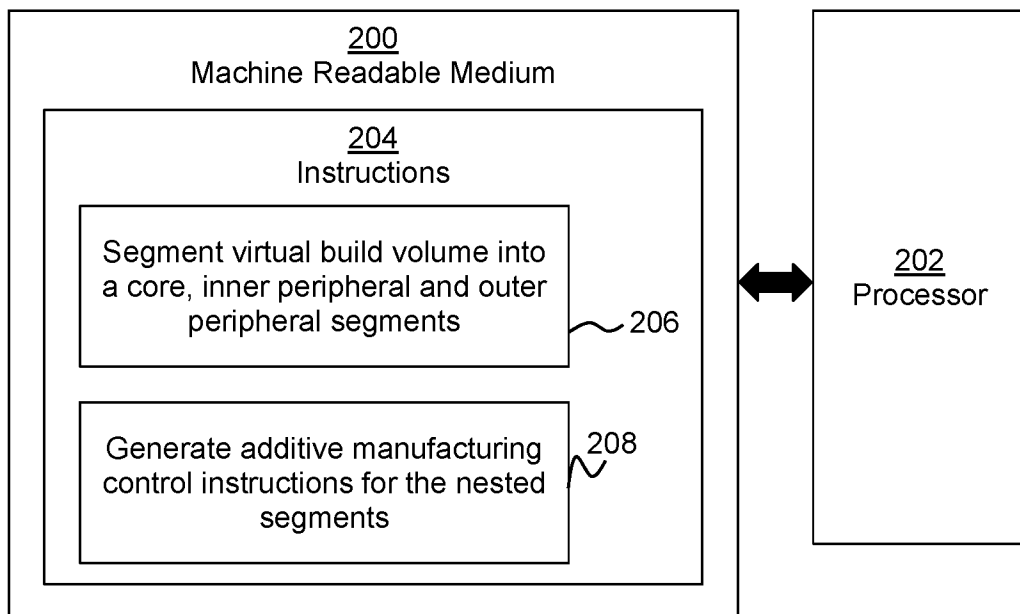 200
Machine Readable Medium
204
Instructions
Segment virtual build volume into
a core, inner peripheral and outer
peripheral segments
206
Generate additive manufacturing
control instructions for the nested
segments
208
202
Processor